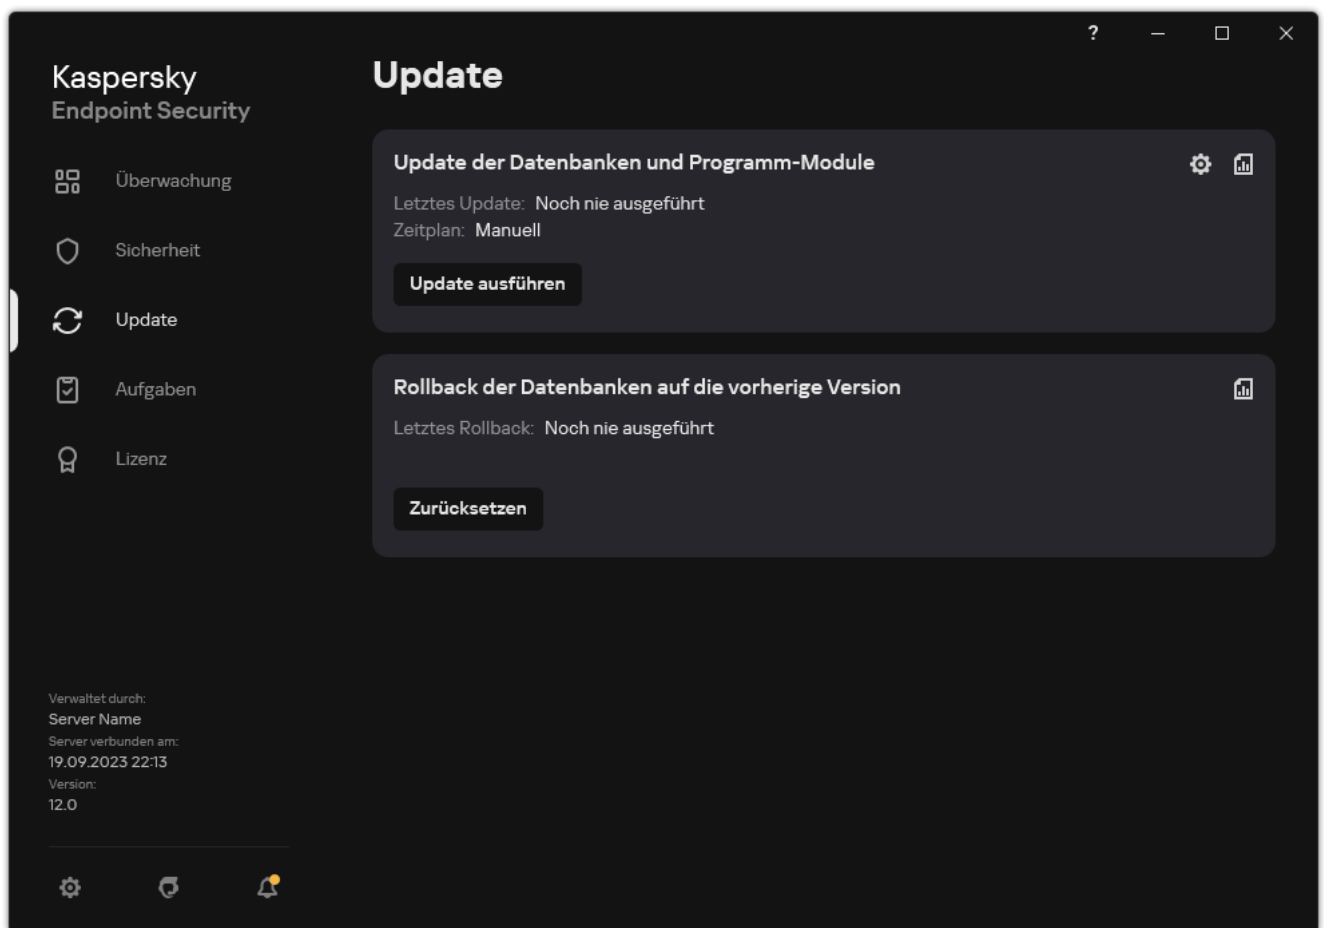 ?
Kaspersky
Endpoint Security
Überwachung
Sicherheit
Update
Aufgaben
Lizenz
Verwaltet durch:
Server Name
Server verbunden am:
19.09.2023 22:13
Version:
12.0
Update
Update der Datenbanken und Programm-Module
Letztes Update: Noch nie ausgeführt
Zeitplan: Manuell
Update ausführen
Rollback der Datenbanken auf die vorherige Version
Letztes Rollback: Noch nie ausgeführt
Zurücksetzen